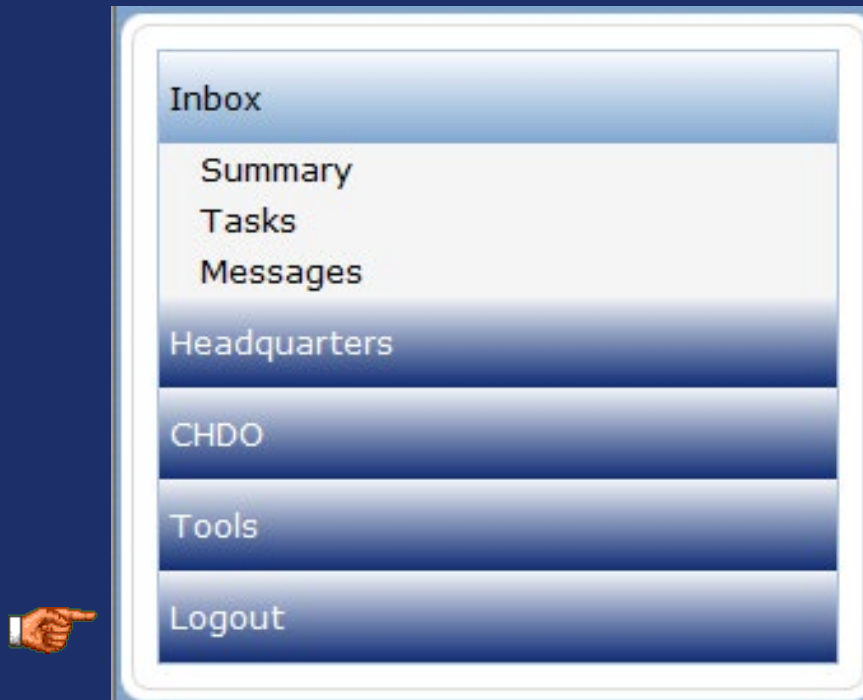 Inbox
Summary
Tasks
Messages
Headquarters
CHDO
Tools
Logout